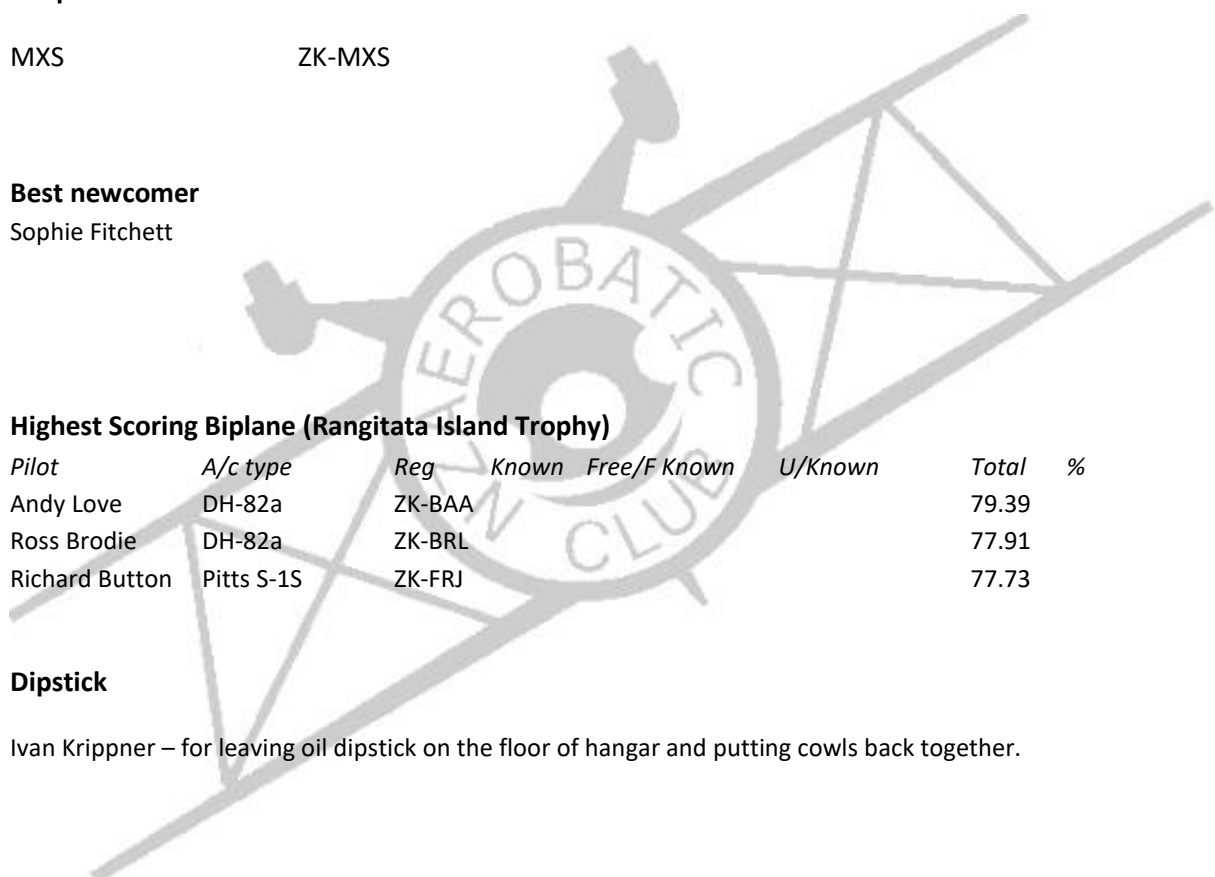 MXS ZK-MXS
Best newcomer
Sophie Fitchett
AEROBATIC
NZ
CLUB
Highest Scoring Biplane (Rangitata Island Trophy)
Pilot A/c type Reg Known Free/F Known U/Known Total %
Andy Love DH-82a ZK-BAA 79.39
Ross Brodie DH-82a ZK-BRL 77.91
Richard Button Pitts S-1S ZK-FRJ 77.73
Dipstick
Ivan Krippner – for leaving oil dipstick on the floor of hangar and putting cowls back together.